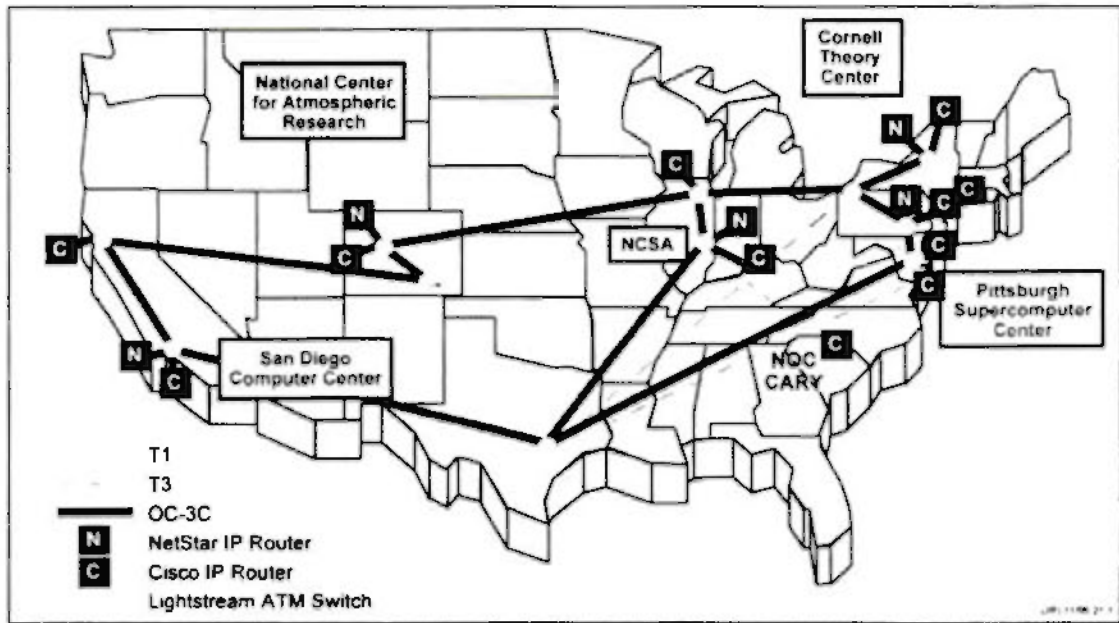 Cornell
Theory
Center
National Center
for Atmospheric
Research
C
N
C
N
C
N
C
C
N
C
C
NCSA
C
C
C
Pittsburgh
Supercomputer
Center
San Diego
Computer Center
N
C
C
NOC
CARY
T1
T3
OC-3C
N
NetStar IP Router
C
Cisco IP Router
Lightstream ATM Switch